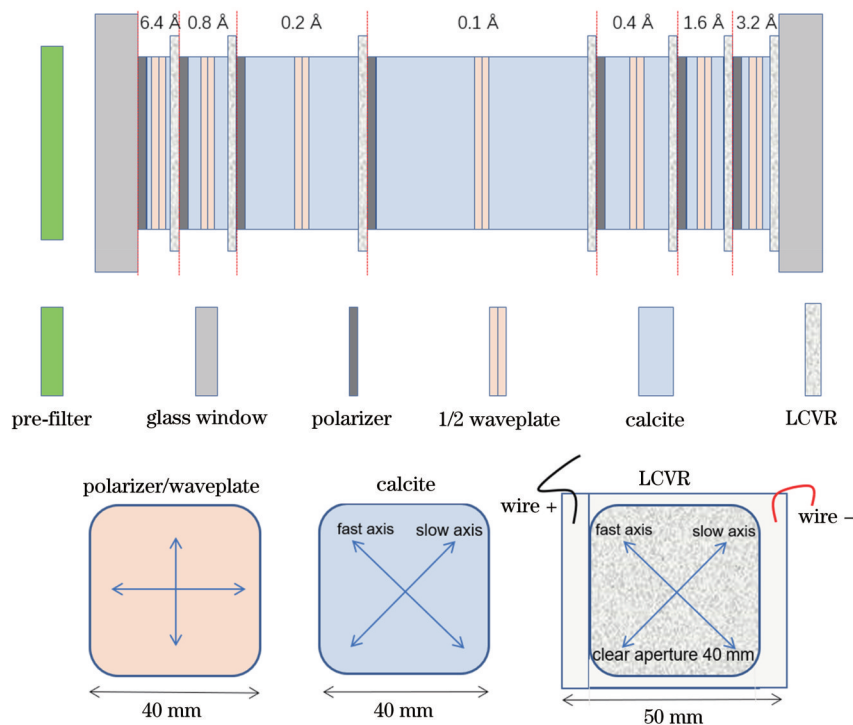 6.4 Å 0.8 Å 0.2 Å 0.1 Å 0.4 Å 1.6 Å 3.2 Å
pre-filter glass window polarizer 1/2 waveplate calcite LCVR
polarizer/waveplate
40 mm
calcite
fast axis slow axis
40 mm
LCVR
wire +
wire −
fast axis slow axis
clear aperture 40 mm
50 mm